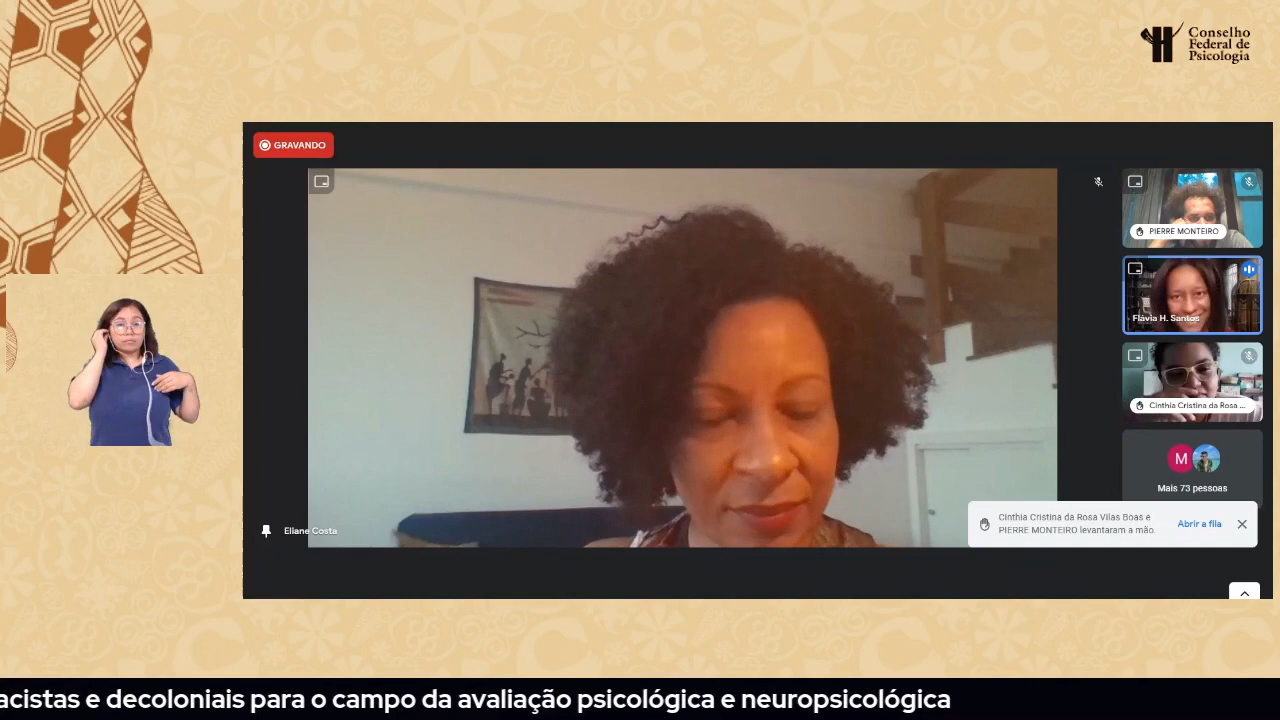 Conselho
Federal de
Psicologia
GRAVANDO
PIERRE MONTEIRO
Flávia H. Santos
Cinthia Cristina da Rosa ...
M
Mais 73 pessoas
Cinthia Cristina da Rosa Vilas Boas e
PIERRE MONTEIRO levantaram a mão.
Abrir a fila
Eliane Costa
acistas e decoloniais para o campo da avaliação psicológica e neuropsicológica